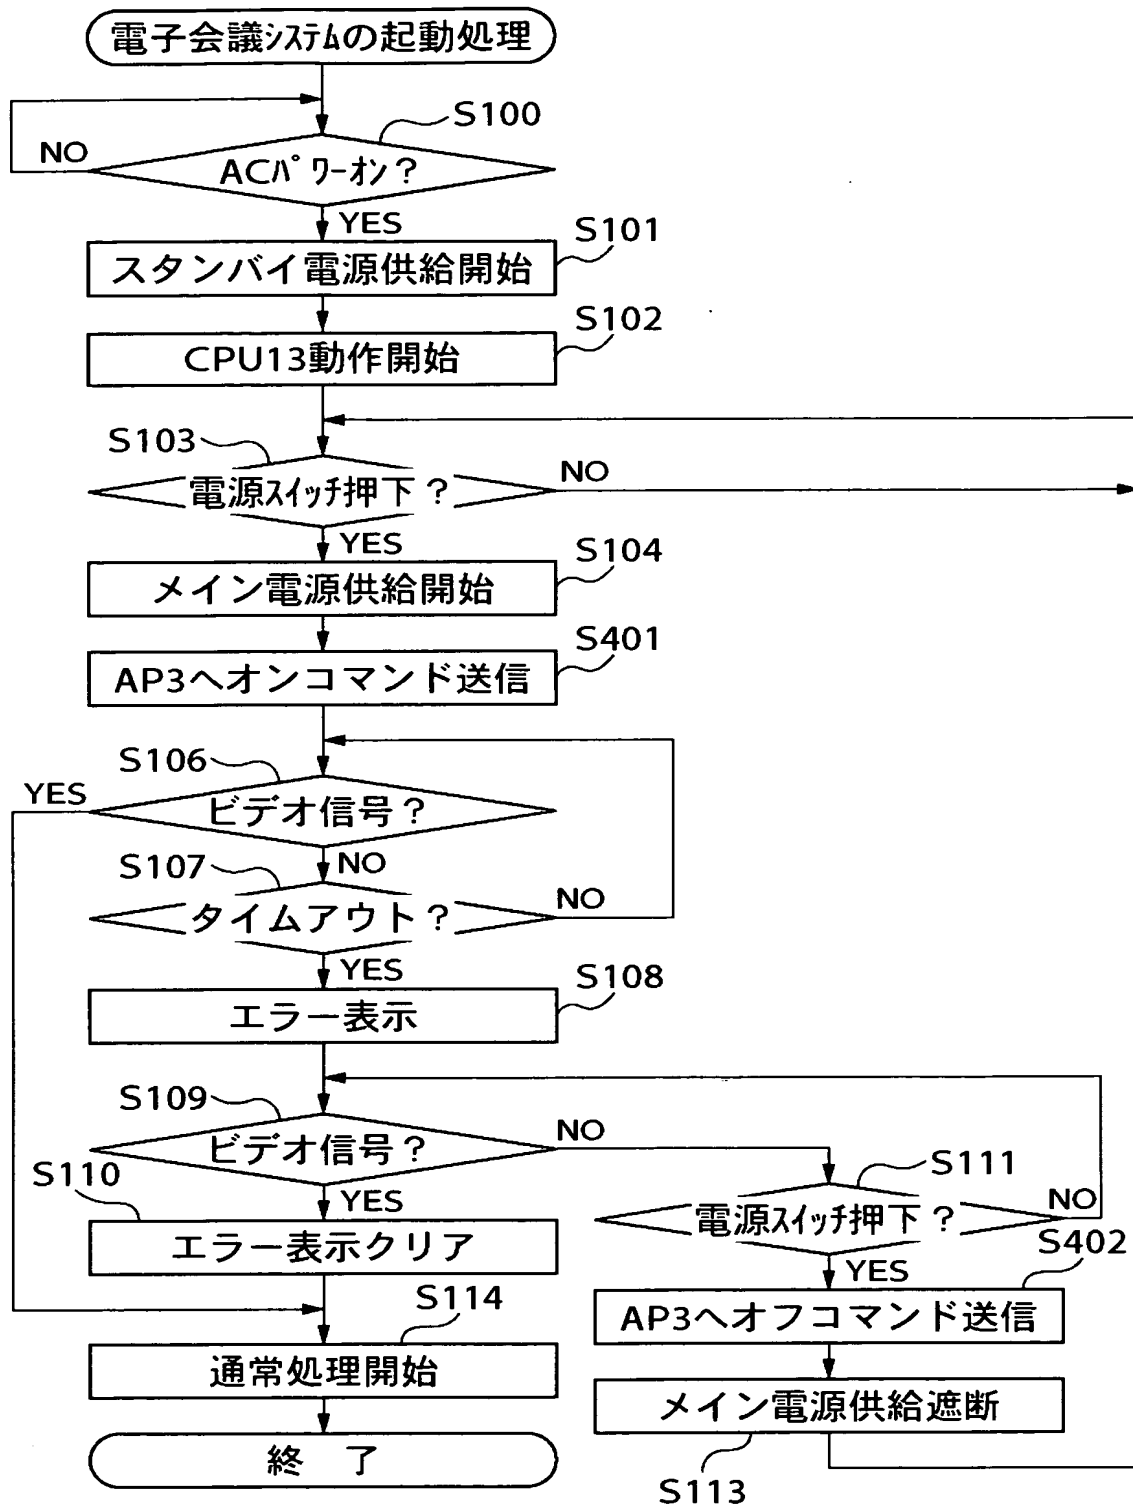 電子会議ｼｽﾃﾑの起動処理
S100
NO
ACﾊﾟﾜｰｵﾝ？
YES
S101
スタンバイ電源供給開始
S102
CPU13動作開始
S103
NO
電源ｽｲｯﾁ押下？
YES
S104
メイン電源供給開始
S401
AP3へオンコマンド送信
S106
YES
ビデオ信号？
NO
S107
NO
タイムアウト？
YES
S108
エラー表示
S109
NO
ビデオ信号？
S110
YES
エラー表示クリア
S111
NO
電源ｽｲｯﾁ押下？
S402
YES
AP3へオフコマンド送信
S114
通常処理開始
メイン電源供給遮断
S113
終　了